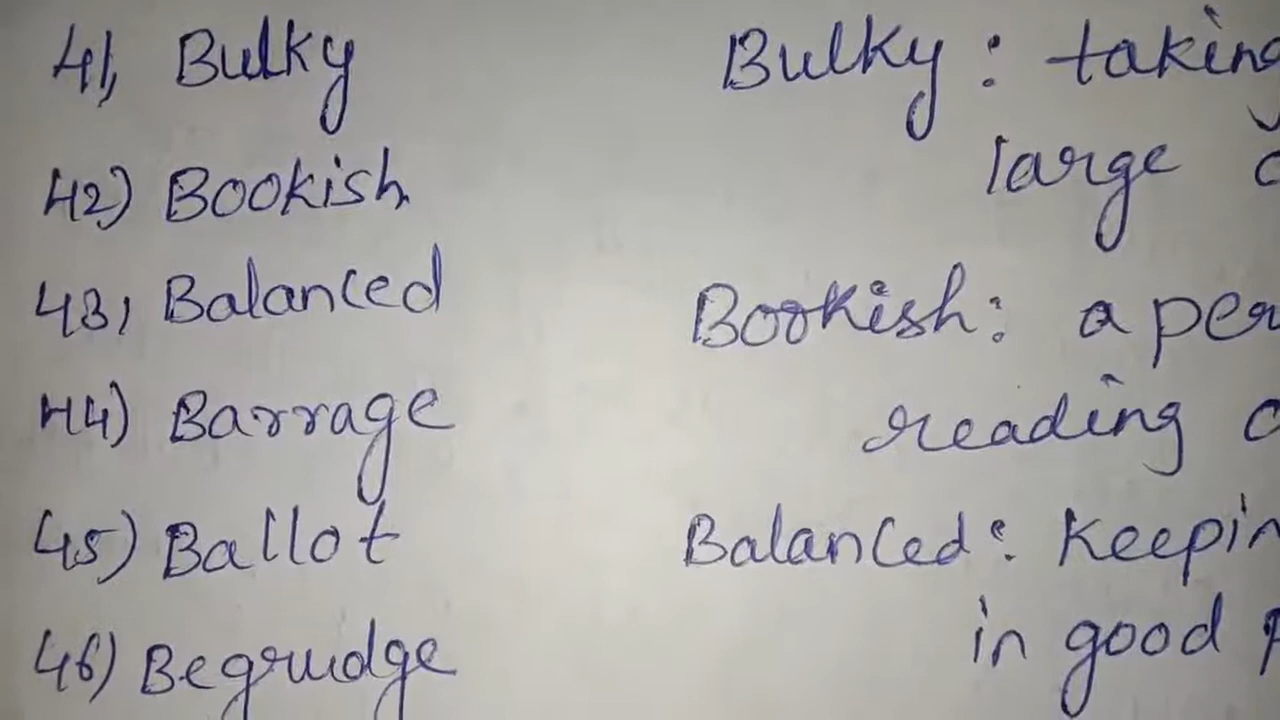 41, Bulky
42) Bookish
43, Balanced
44) Barrage
45) Ballot
46) Begrudge
Bulky: taking
large
Bookish: a per
reading
Balanced: Keepin
in good